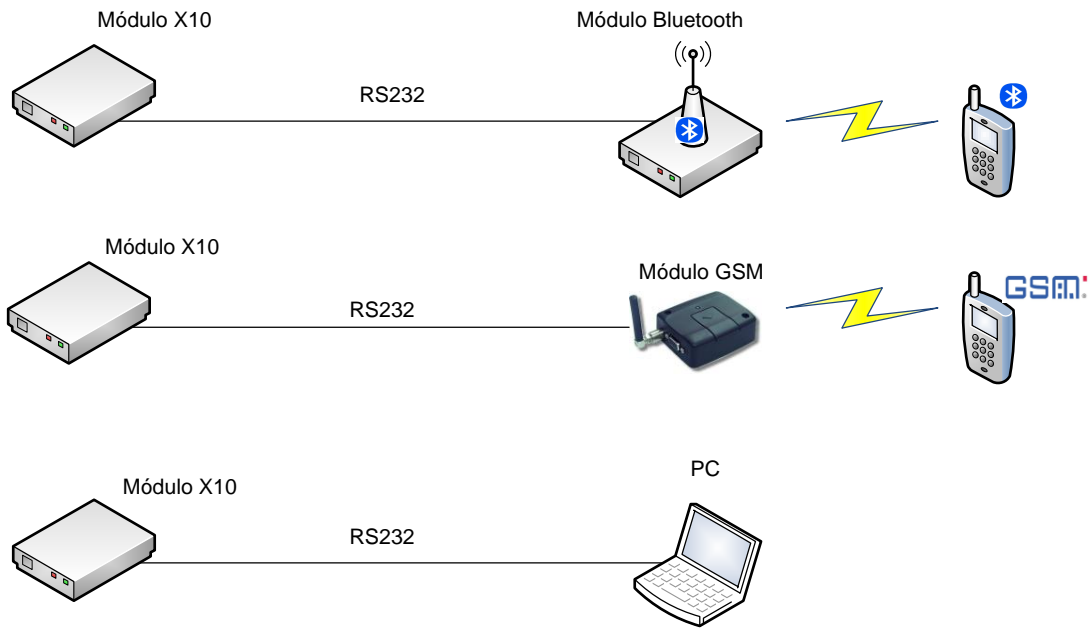 Módulo X10
Módulo Bluetooth
RS232
Módulo X10
Módulo GSM
RS232
GSM
PC
Módulo X10
RS232